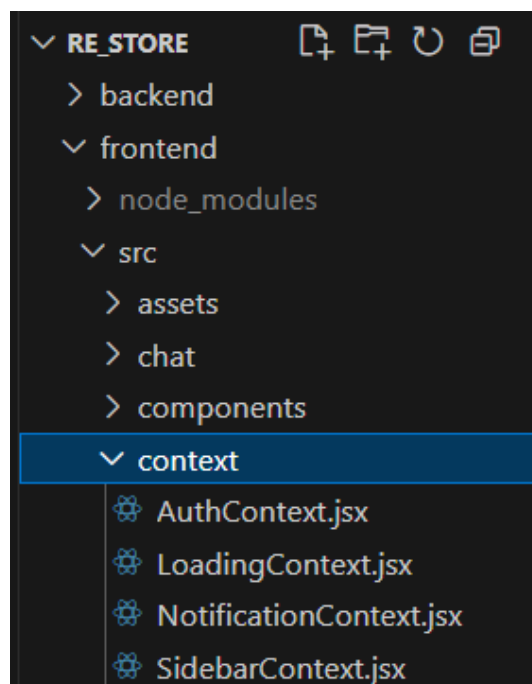 RE_STORE
backend
frontend
node_modules
src
assets
chat
components
context
AuthContext.jsx
LoadingContext.jsx
NotificationContext.jsx
SidebarContext.jsx